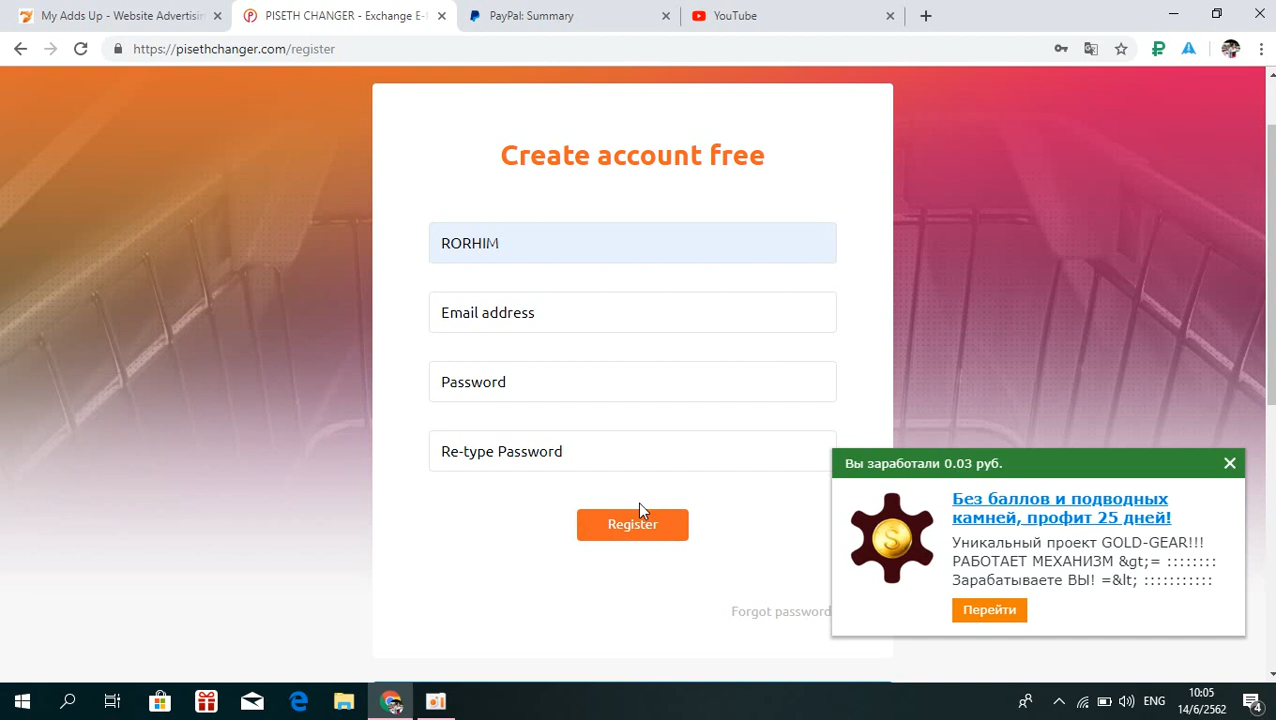 My Adds Up - Website Advertisin
PISETH CHANGER - Exchange E-
PayPal: Summary
YouTube
https://pisethchanger.com/register
Create account free
RORHIM
Email address
Password
Re-type Password
Register
Forgot password
Вы заработали 0.03 руб.
Без баллов и подводных
камней, профит 25 дней!
Уникальный проект GOLD-GEAR!!!
РАБОТАЕТ МЕХАНИЗМ &gt;= ::::::::
Зарабатываете ВЫ! =&lt; :::::::::::
Перейти
ENG
10:05
14/6/2562
4